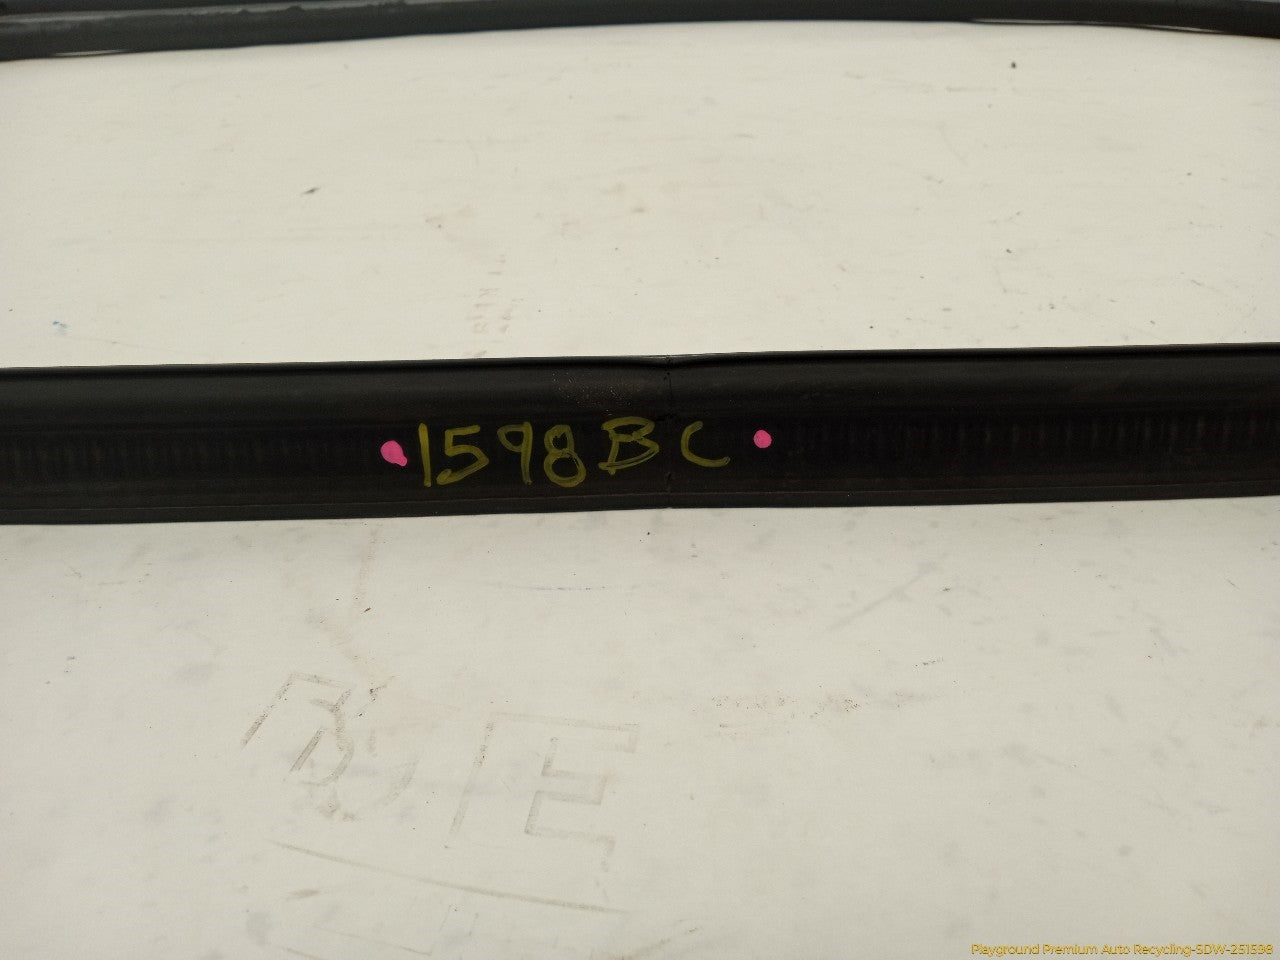 1598BC
Playground Premium Auto Recycling-SDW-251598